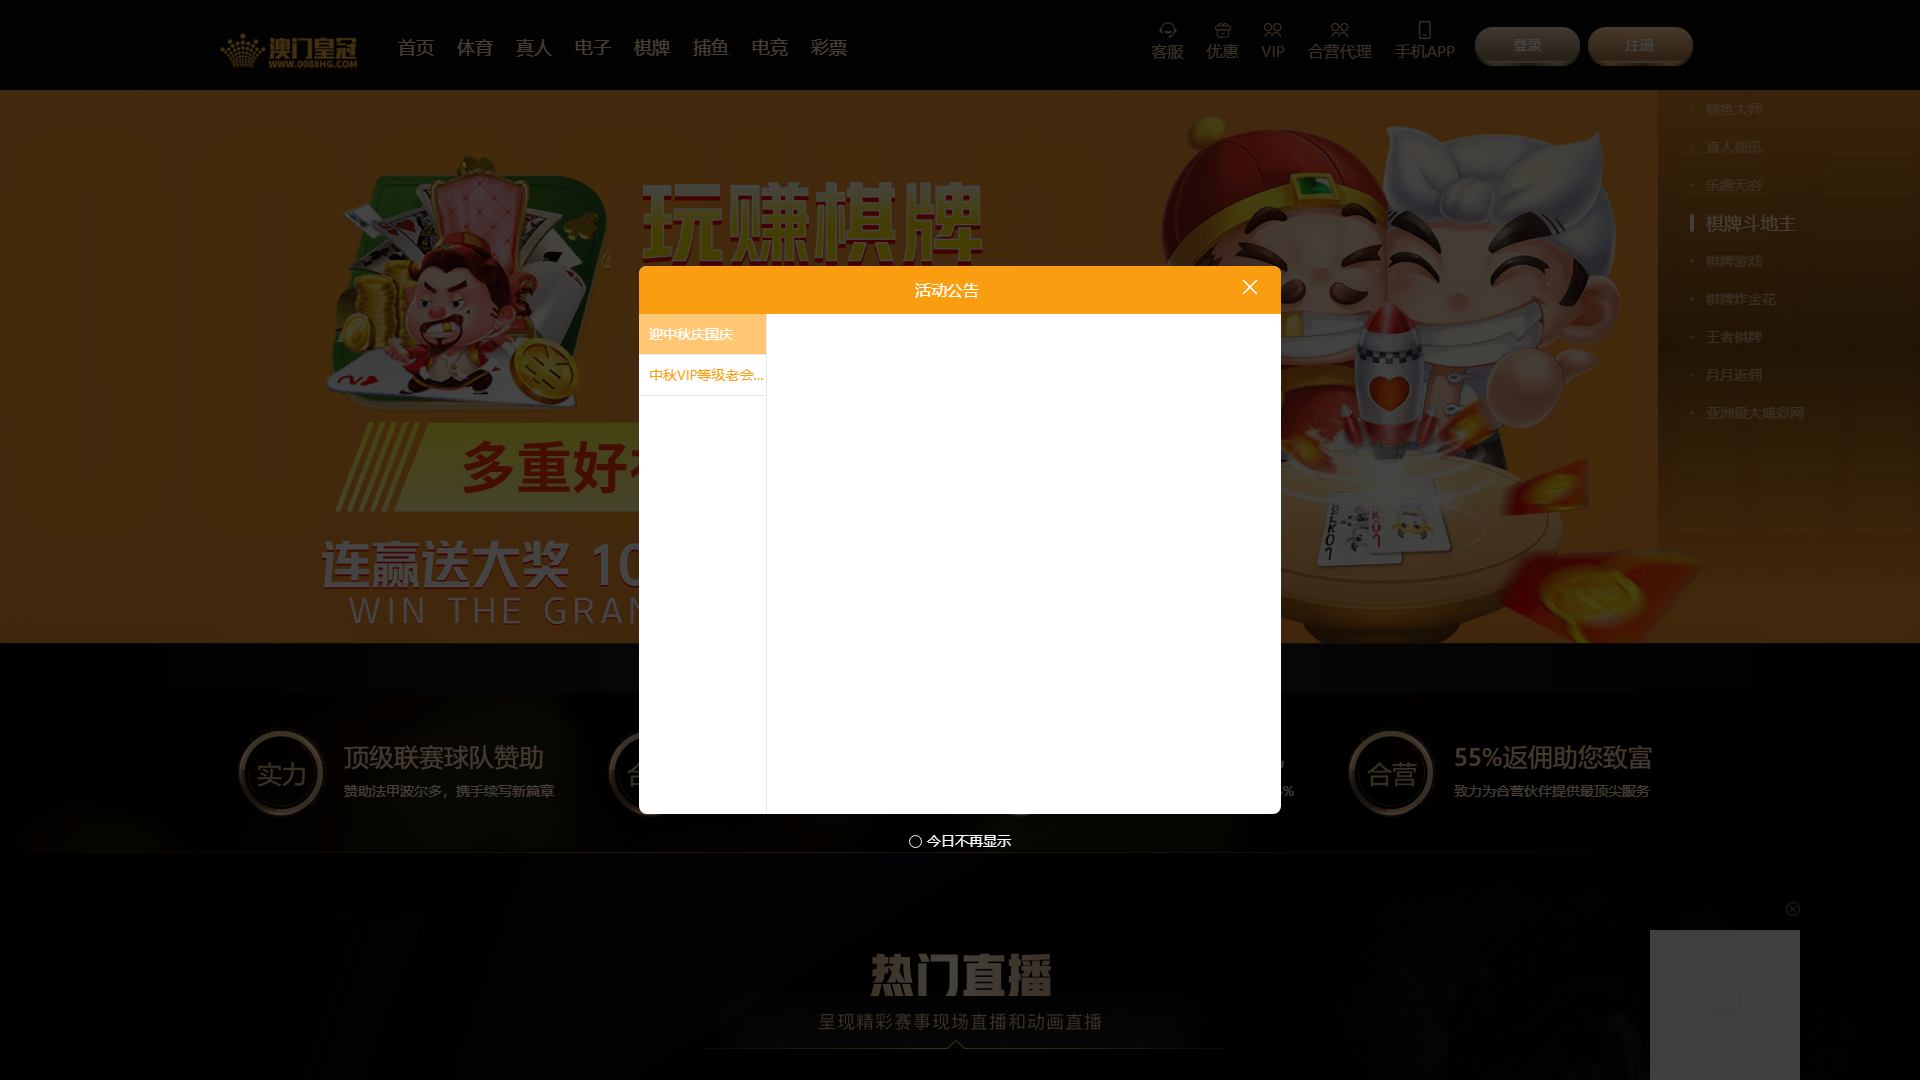 澳门皇冠
WWW.0088HG.COM
首页 体育 真人 电子 棋牌 捕鱼 电竞 彩票
客服 优惠 VIP 合营代理 手机APP
登录 注册
捕鱼大师
真人视讯
乐趣无穷
棋牌斗地主
棋牌游戏
棋牌炸金花
王者棋牌
月月返佣
亚洲最大博彩网
玩赚棋牌
多重好
连赢送大奖 10
WIN THE GRAN
活动公告
迎中秋庆国庆
中秋VIP等级老会...
今日不再显示
实力
顶级联赛球队赞助
赞助法甲波尔多，携手续写新篇章
%
合营
55%返佣助您致富
致力为合营伙伴提供最顶尖服务
热门直播
呈现精彩赛事现场直播和动画直播